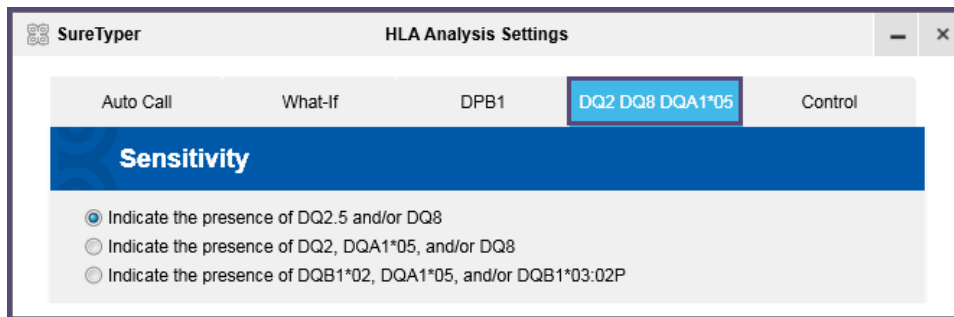 SureTyper HLA Analysis Settings
Auto Call What-If DPB1 DQ2 DQ8 DQA1*05 Control
Sensitivity
Indicate the presence of DQ2.5 and/or DQ8
Indicate the presence of DQ2, DQA1*05, and/or DQ8
Indicate the presence of DQB1*02, DQA1*05, and/or DQB1*03:02P